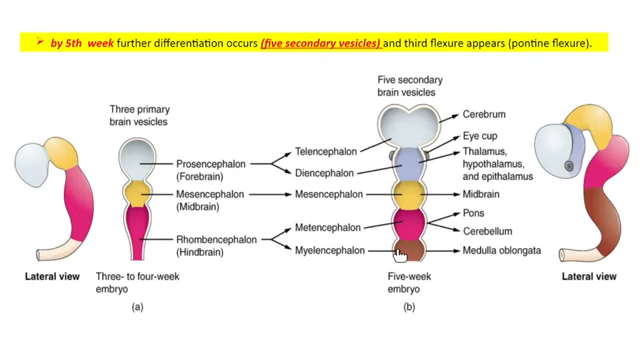 by 5th week further differentiation occurs (five secondary vesicles) and third flexure appears (pontine flexure).
Three primary
brain vesicles
Five secondary
brain vesicles
Prosencephalon
(Forebrain)
Mesencephalon
(Midbrain)
Rhombencephalon
(Hindbrain)
Telencephalon
Diencephalon
Mesencephalon
Metencephalon
Myelencephalon
Cerebrum
Eye cup
Thalamus,
hypothalamus,
and epithalamus
Midbrain
Pons
Cerebellum
Medulla oblongata
Lateral view
Three- to four-week
embryo
(a)
Five-week
embryo
(b)
Lateral view